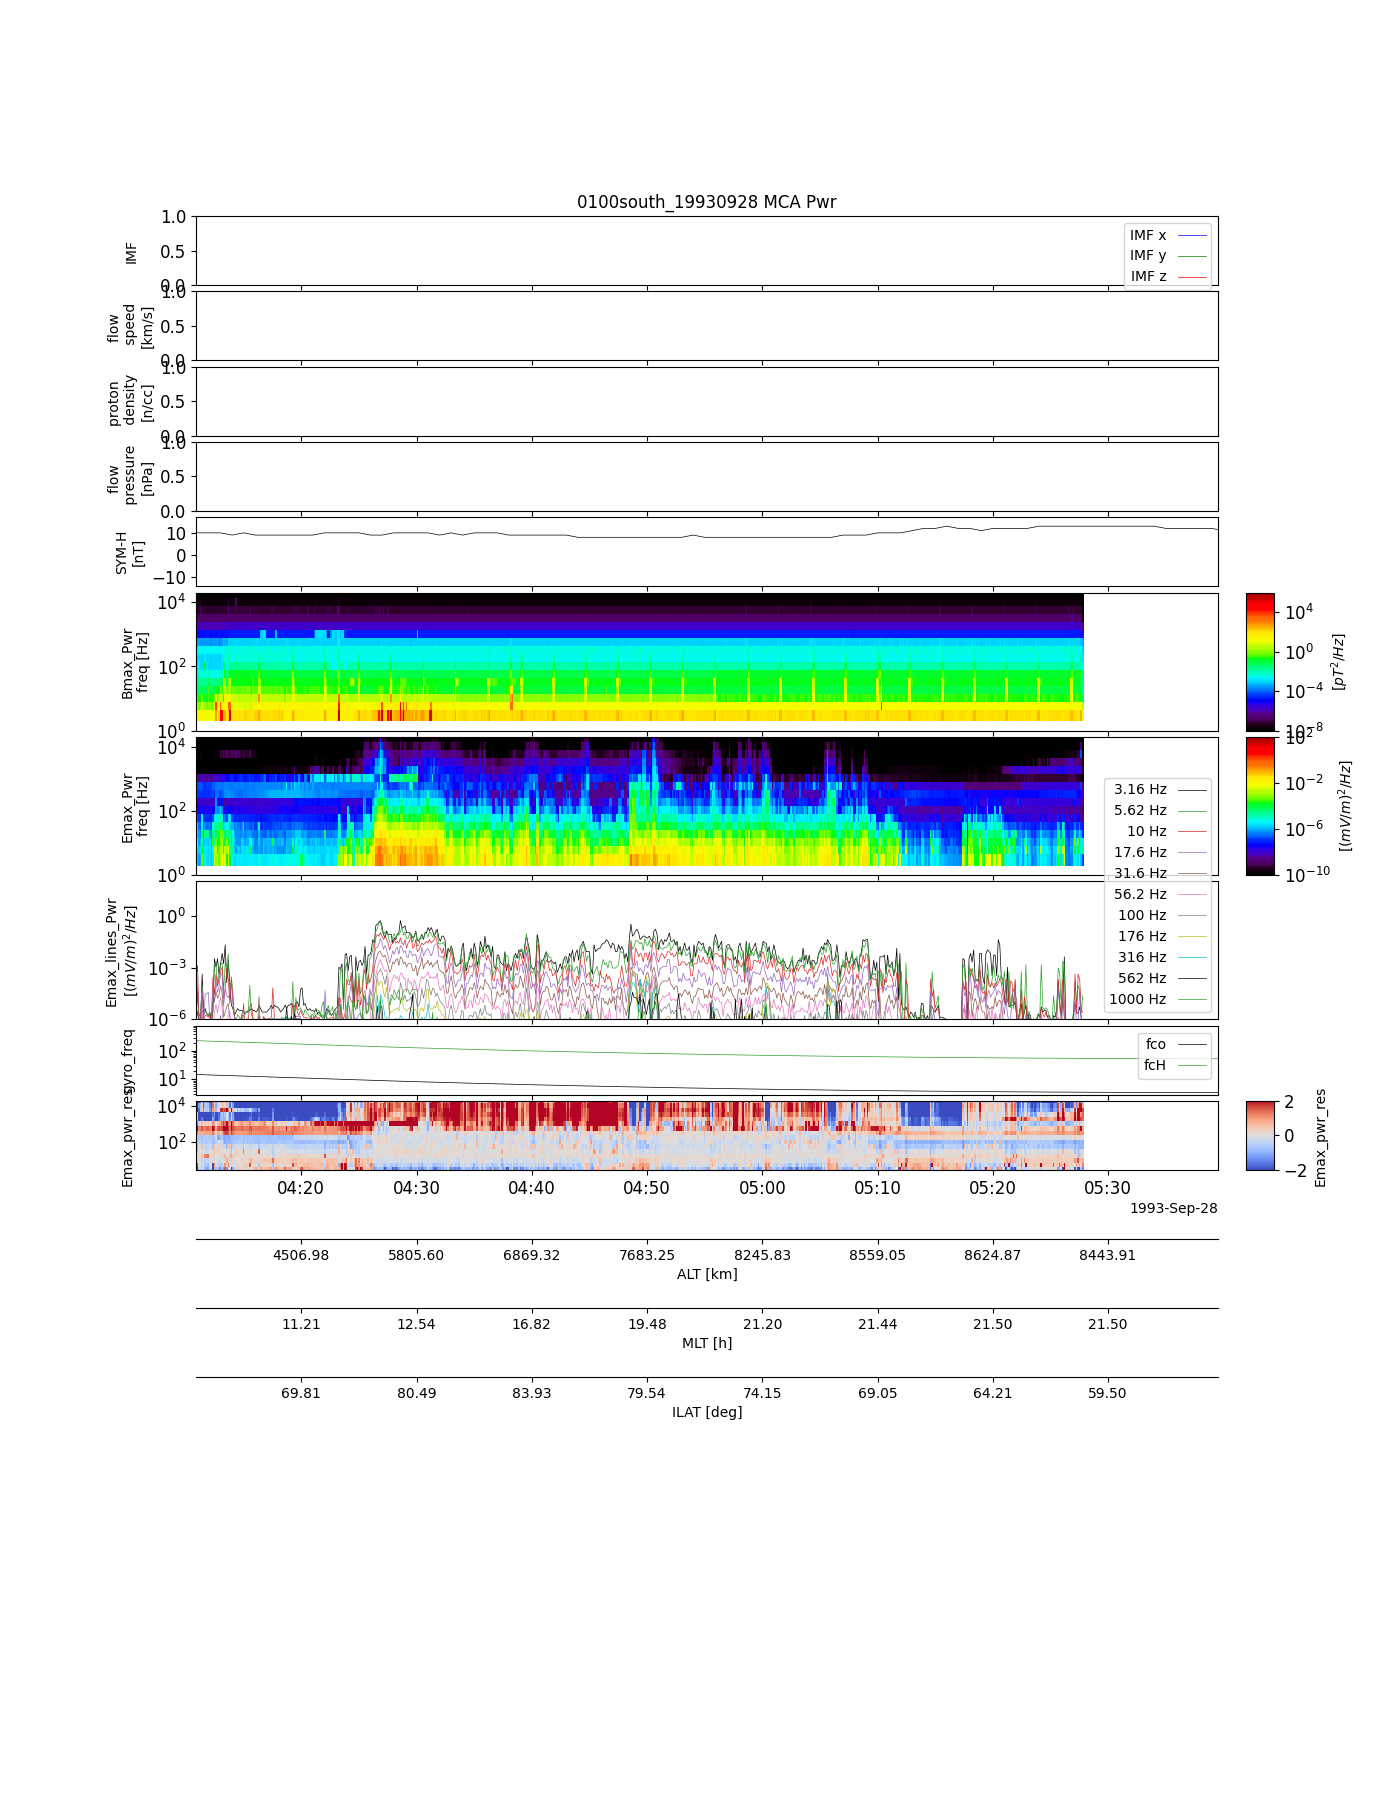 0100south_19930928 MCA Pwr
IMF
1.0
0.5
0.0
IMF x
IMF y
IMF z
flow
speed
[km/s]
1.0
0.5
0.0
proton
density
[n/cc]
1.0
0.5
0.0
flow
pressure
[nPa]
1.0
0.5
0.0
SYM-H
[nT]
10
0
−10
Bmax_Pwr
freq [Hz]
10^4
10^2
10^0
10^4
10^0
10^−4
10^−8
[pT^2/Hz]
Emax_Pwr
freq [Hz]
10^4
10^2
10^0
10^2
10^−2
10^−6
10^−10
[(mV/m)^2/Hz]
3.16 Hz
5.62 Hz
10 Hz
17.6 Hz
31.6 Hz
56.2 Hz
100 Hz
176 Hz
316 Hz
562 Hz
1000 Hz
Emax_lines_Pwr
[(mV/m)^2/Hz]
10^0
10^−3
10^−6
gyro_freq
10^2
10^1
fco
fcH
Emax_pwr_res
10^4
10^2
2
0
−2
Emax_pwr_res
04:20 04:30 04:40 04:50 05:00 05:10 05:20 05:30
1993-Sep-28
4506.98 5805.60 6869.32 7683.25 8245.83 8559.05 8624.87 8443.91
ALT [km]
11.21 12.54 16.82 19.48 21.20 21.44 21.50 21.50
MLT [h]
69.81 80.49 83.93 79.54 74.15 69.05 64.21 59.50
ILAT [deg]